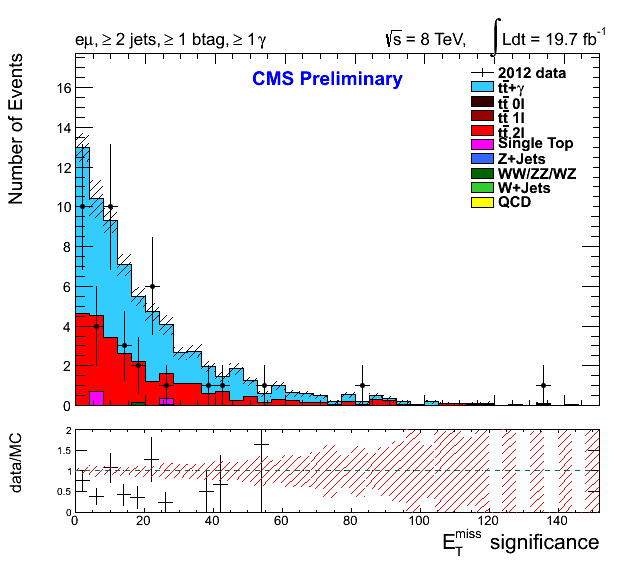 eμ, ≥ 2 jets, ≥ 1 btag, ≥ 1 γ
√s = 8 TeV, ∫ Ldt = 19.7 fb⁻¹
CMS Preliminary
2012 data
tt̄+γ
tt̄ 0l
tt̄ 1l
tt̄ 2l
Single Top
Z+Jets
WW/ZZ/WZ
W+Jets
QCD
Number of Events
16
14
12
10
8
6
4
2
0
data/MC
2
1.5
1
0.5
0
0 20 40 60 80 100 120 140
E_T^miss significance